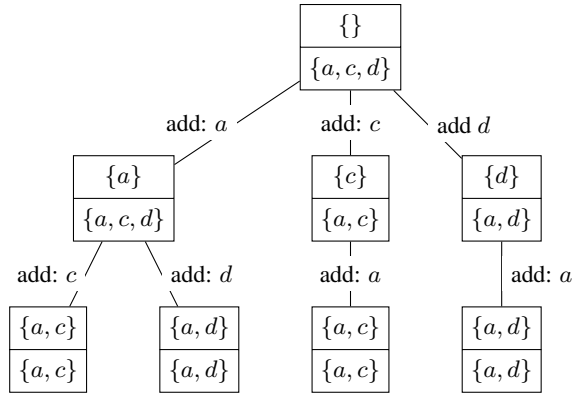 {}
{a, c, d}
add: a
add: c
add d
{a}
{c}
{d}
{a, c, d}
{a, c}
{a, d}
add: c
add: d
add: a
add: a
{a, c}
{a, d}
{a, c}
{a, d}
{a, c}
{a, d}
{a, c}
{a, d}